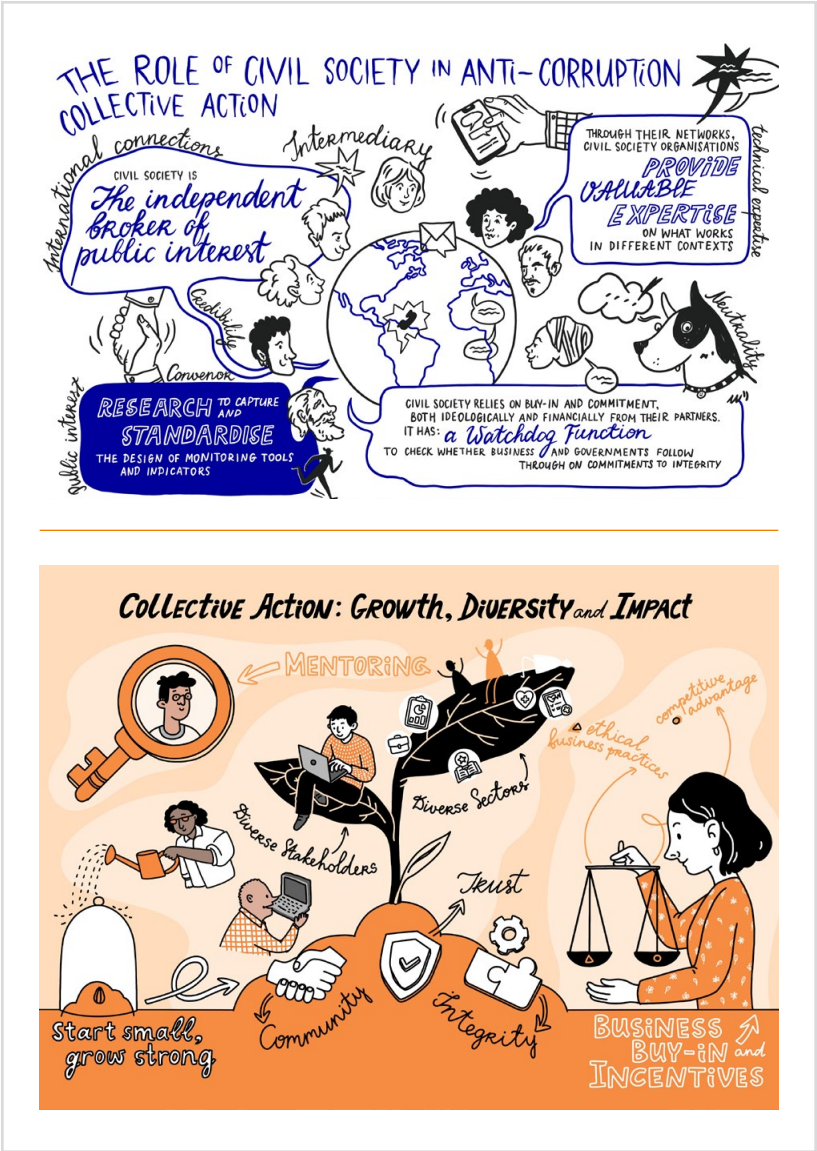 THE ROLE OF CIVIL SOCIETY IN ANTI-CORRUPTION
COLLECTIVE ACTION
International connections
Intermediary
CIVIL SOCIETY IS
The independent
broker of
public interest
THROUGH THEIR NETWORKS,
CIVIL SOCIETY ORGANISATIONS
PROVIDE
VALUABLE
EXPERTISE
ON WHAT WORKS
IN DIFFERENT CONTEXTS
technical expertise
Credibility
Neutrality
Convenor
public interest
RESEARCH TO CAPTURE
AND
STANDARDISE
THE DESIGN OF MONITORING TOOLS
AND INDICATORS
CIVIL SOCIETY RELIES ON BUY-IN AND COMMITMENT,
BOTH IDEOLOGICALLY AND FINANCIALLY FROM THEIR PARTNERS.
IT HAS: a Watchdog Function
TO CHECK WHETHER BUSINESS AND GOVERNMENTS FOLLOW
THROUGH ON COMMITMENTS TO INTEGRITY
COLLECTIVE ACTION: GROWTH, DIVERSITY and IMPACT
MENTORING
competitive
advantage
ethical
business practices
Diverse Sectors
Diverse Stakeholders
Trust
Community
Integrity
Start small,
grow strong
BUSINESS
BUY-IN and
INCENTIVES